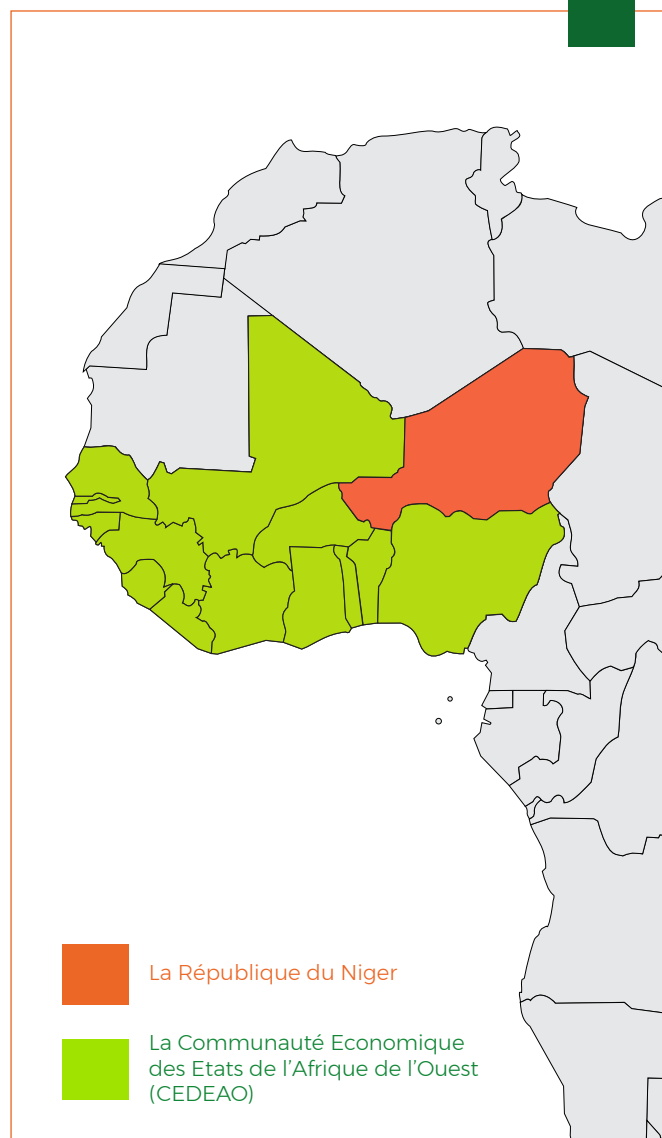 La République du Niger
La Communauté Economique
des Etats de l'Afrique de l'Ouest
(CEDEAO)